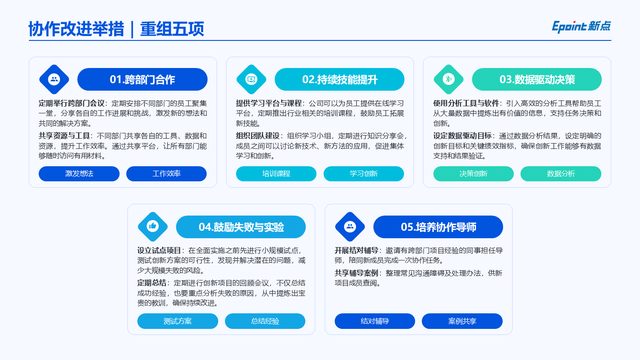 协作改进举措｜重组五项
Epoint新点
01.跨部门合作
定期举行跨部门会议：定期安排不同部门的员工聚集
一堂，分享各自的工作进展和挑战，激发新的想法和
共同的解决方案。
共享资源与工具：不同部门共享各自的工具、数据和
资源，提升工作效率。通过共享平台，让所有部门能
够随时访问有用材料。
激发想法
工作效率
02.持续技能提升
提供学习平台与课程：公司可以为员工提供在线学习
平台，定期推出行业相关的培训课程，鼓励员工拓展
新技能。
组织团队建设：组织学习小组，定期进行知识分享会，
成员之间可以讨论新技术、新方法的应用，促进集体
学习和创新。
培训课程
学习创新
03.数据驱动决策
使用分析工具与软件：引入高效的分析工具帮助员工
从大量数据中提炼出有价值的信息，支持任务决策和
创新。
设定数据驱动目标：通过数据分析结果，设定明确的
创新目标和关键绩效指标，确保创新工作能够有数据
支持和结果验证。
决策创新
数据分析
04.鼓励失败与实验
设立试点项目：在全面实施之前先进行小规模试点，
测试创新方案的可行性，发现并解决潜在的问题，减
少大规模失败的风险。
定期总结：定期进行创新项目的回顾会议，不仅总结
成功经验，也要重点分析失败的原因，从中提炼出宝
贵的教训，确保持续改进。
测试方案
总结经验
05.培养协作导师
开展结对辅导：邀请有跨部门项目经验的同事担任导
师，陪同新成员完成一次协作任务。
共享辅导案例：整理常见沟通障碍及处理办法，供新
项目成员查阅。
结对辅导
案例共享